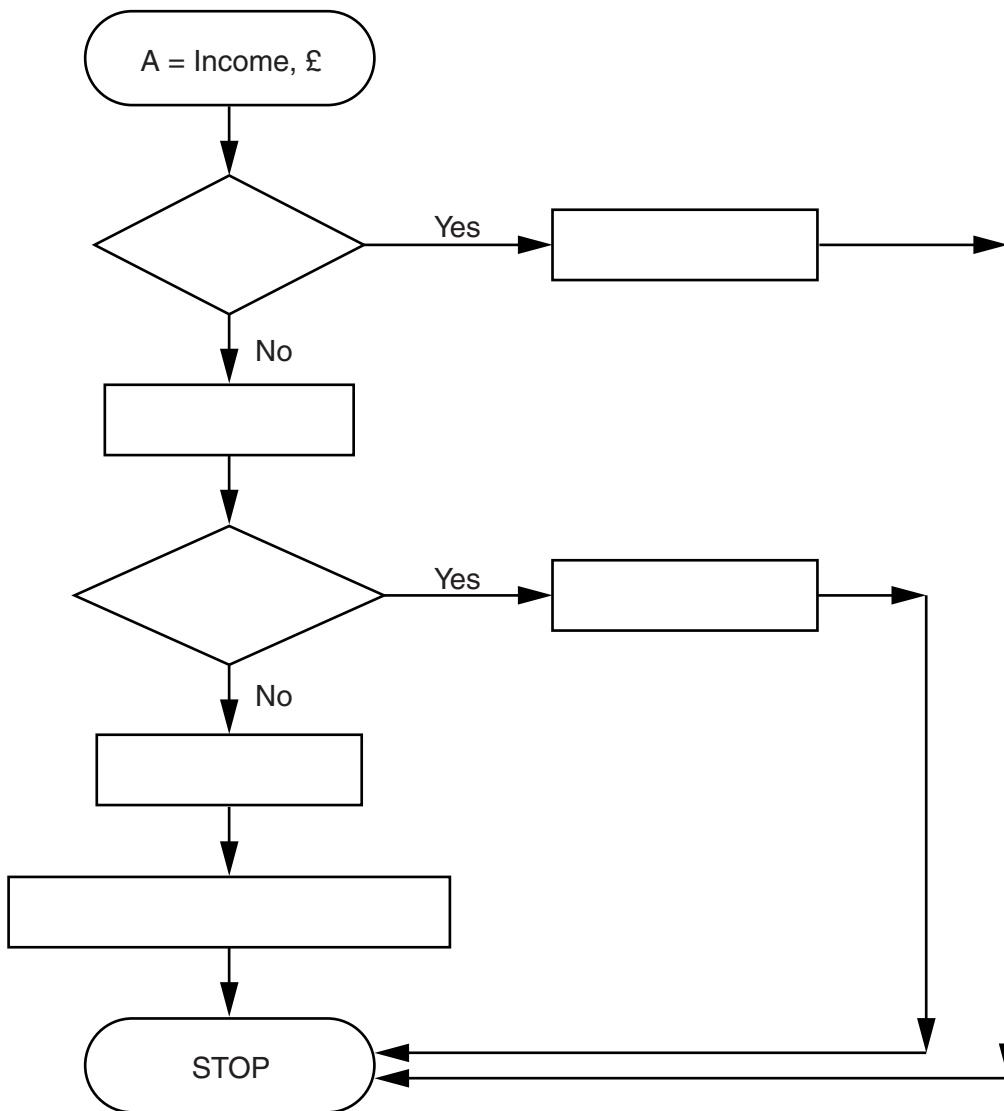 A = Income, £
Yes
No
Yes
No
STOP